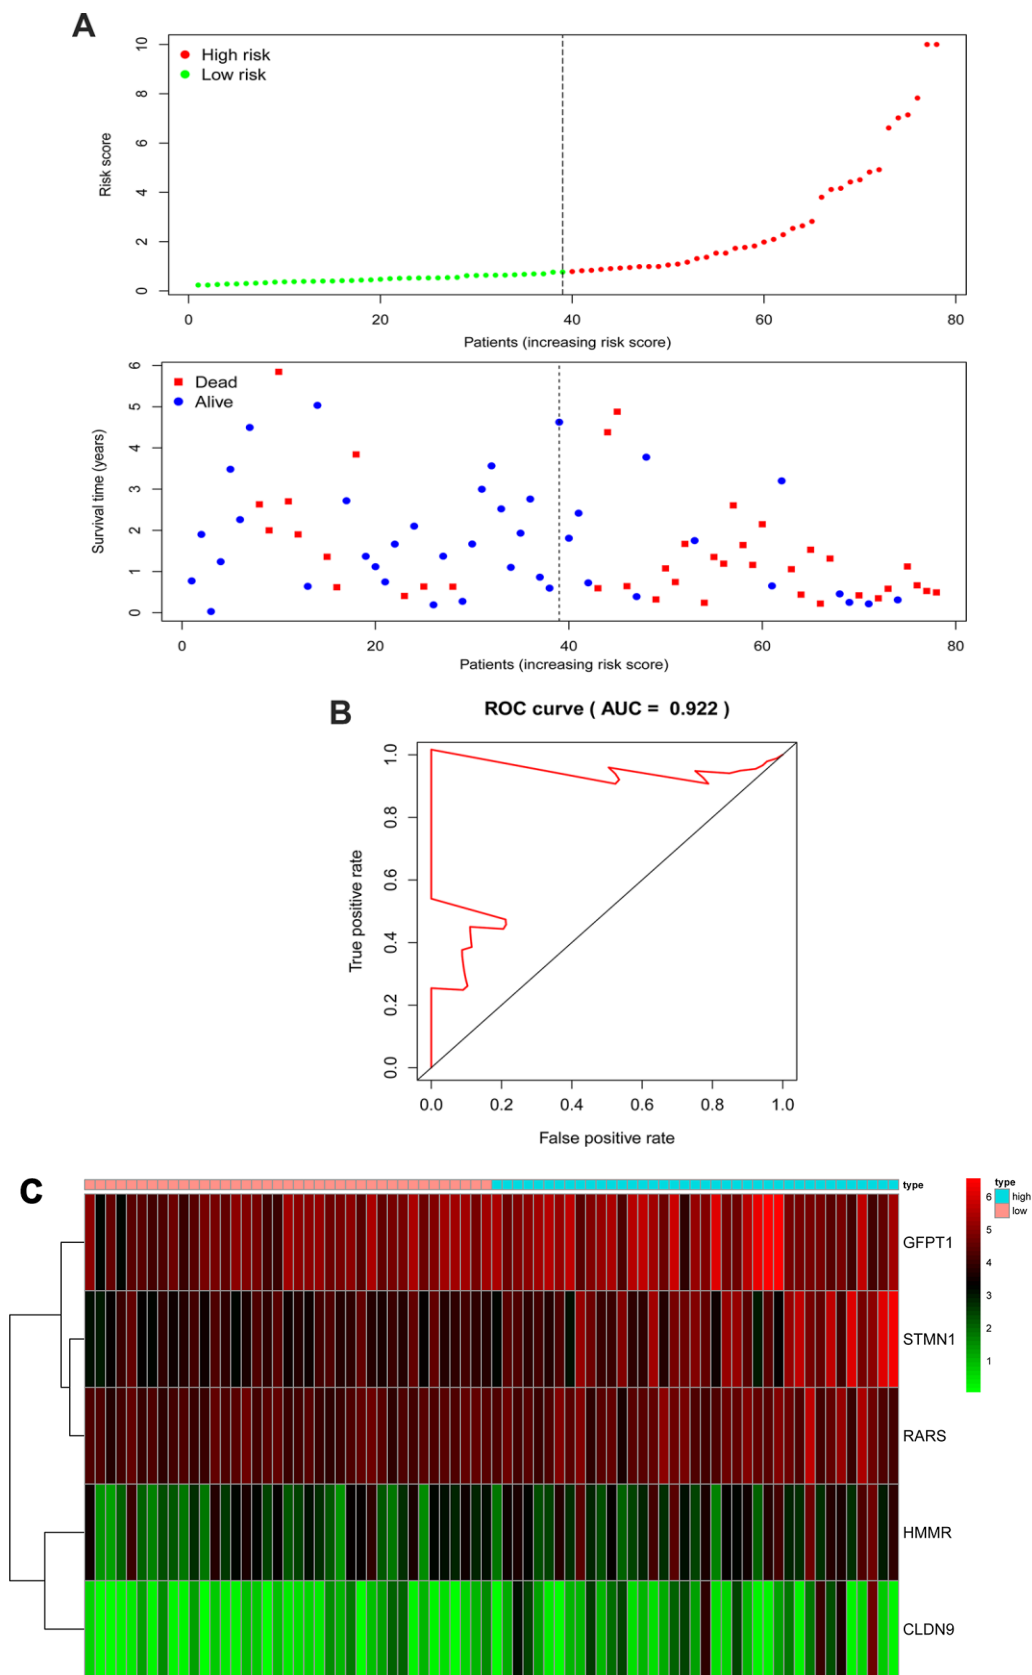 A
High risk
Low risk
Risk score
0 2 4 6 8 10
0 20 40 60 80
Patients (increasing risk score)
Dead
Alive
Survival time (years)
0 1 2 3 4 5 6
0 20 40 60 80
Patients (increasing risk score)
B
ROC curve ( AUC = 0.922 )
True positive rate
0.0 0.2 0.4 0.6 0.8 1.0
0.0 0.2 0.4 0.6 0.8 1.0
False positive rate
C
type
type
high
low
6
5
4
3
2
1
GFPT1
STMN1
RARS
HMMR
CLDN9